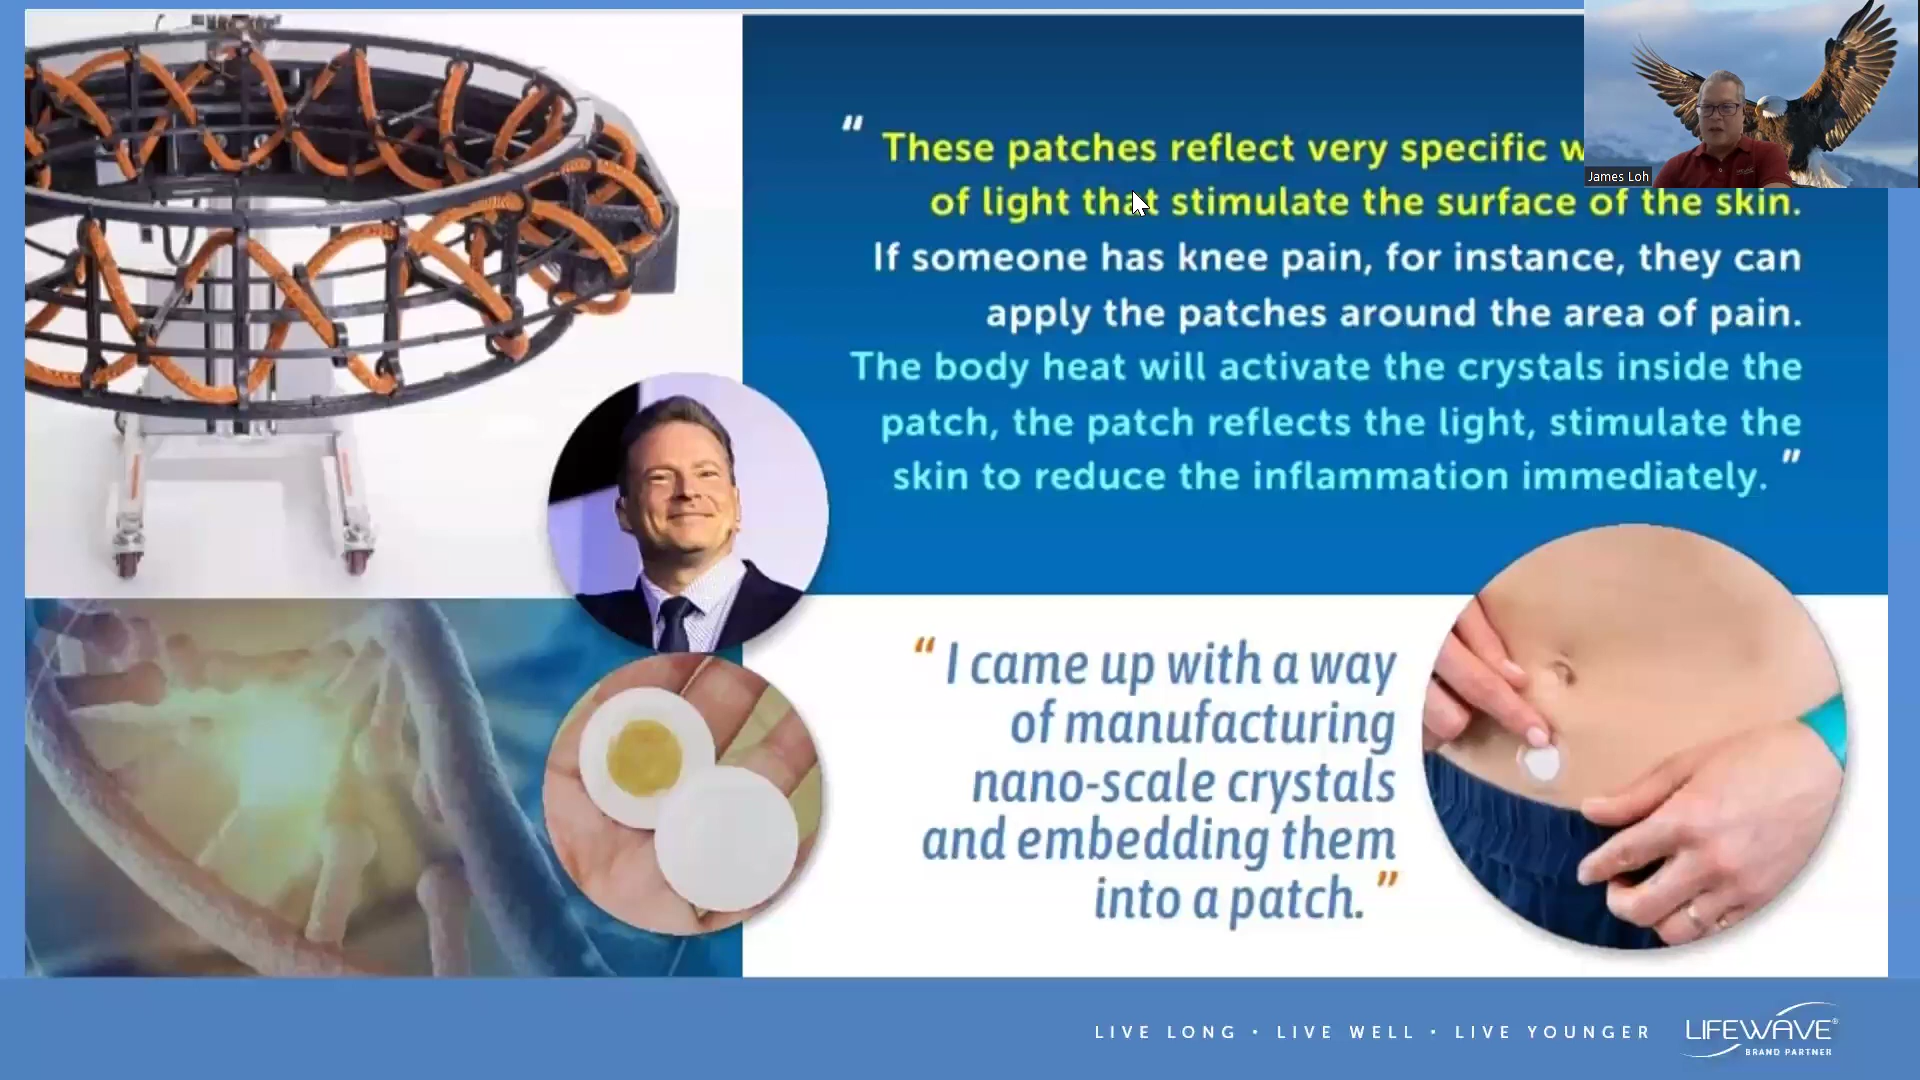 “ These patches reflect very specific
of light that stimulate the surface of the skin.
If someone has knee pain, for instance, they can
apply the patches around the area of pain.
The body heat will activate the crystals inside the
patch, the patch reflects the light, stimulate the
skin to reduce the inflammation immediately. ”
James Loh
“ I came up with a way
of manufacturing
nano-scale crystals
and embedding them
into a patch. ”
LIVE LONG • LIVE WELL • LIVE YOUNGER
LIFEWAVE®
BRAND PARTNER